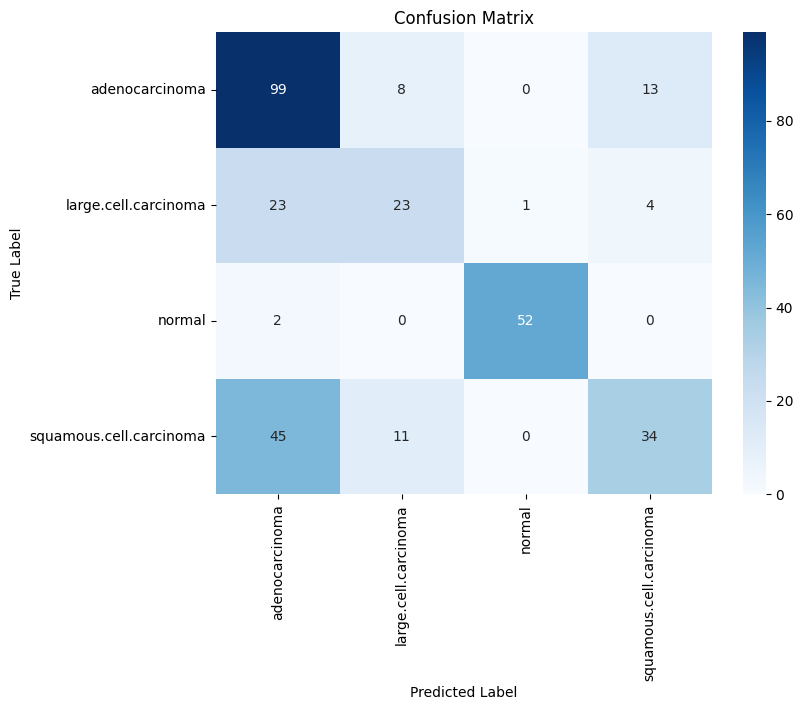 Confusion Matrix
adenocarcinoma 99 8 0 13
large.cell.carcinoma 23 23 1 4
normal 2 0 52 0
squamous.cell.carcinoma 45 11 0 34
True Label
adenocarcinoma
large.cell.carcinoma
normal
squamous.cell.carcinoma
Predicted Label
80
60
40
20
0